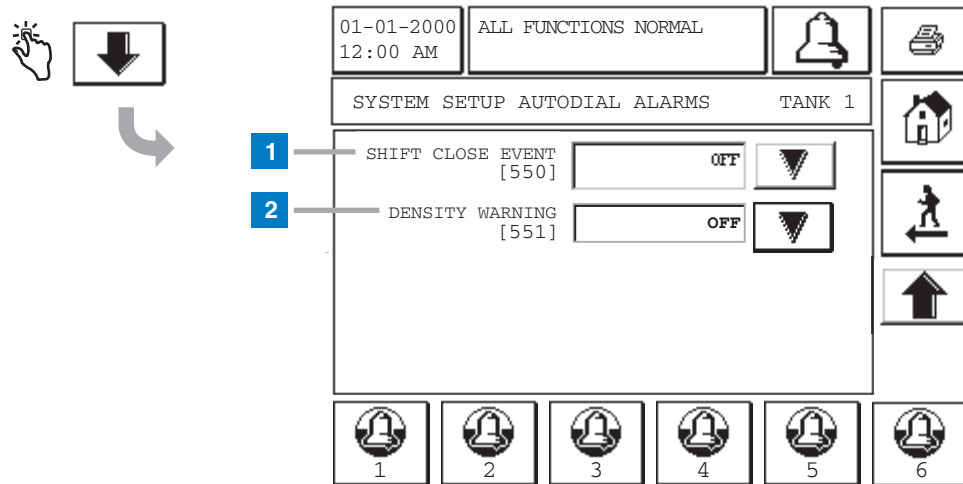 01-01-2000
12:00 AM
ALL FUNCTIONS NORMAL
SYSTEM SETUP AUTODIAL ALARMS TANK 1
1 SHIFT CLOSE EVENT OFF
[550]
2 DENSITY WARNING OFF
[551]
1 2 3 4 5 6